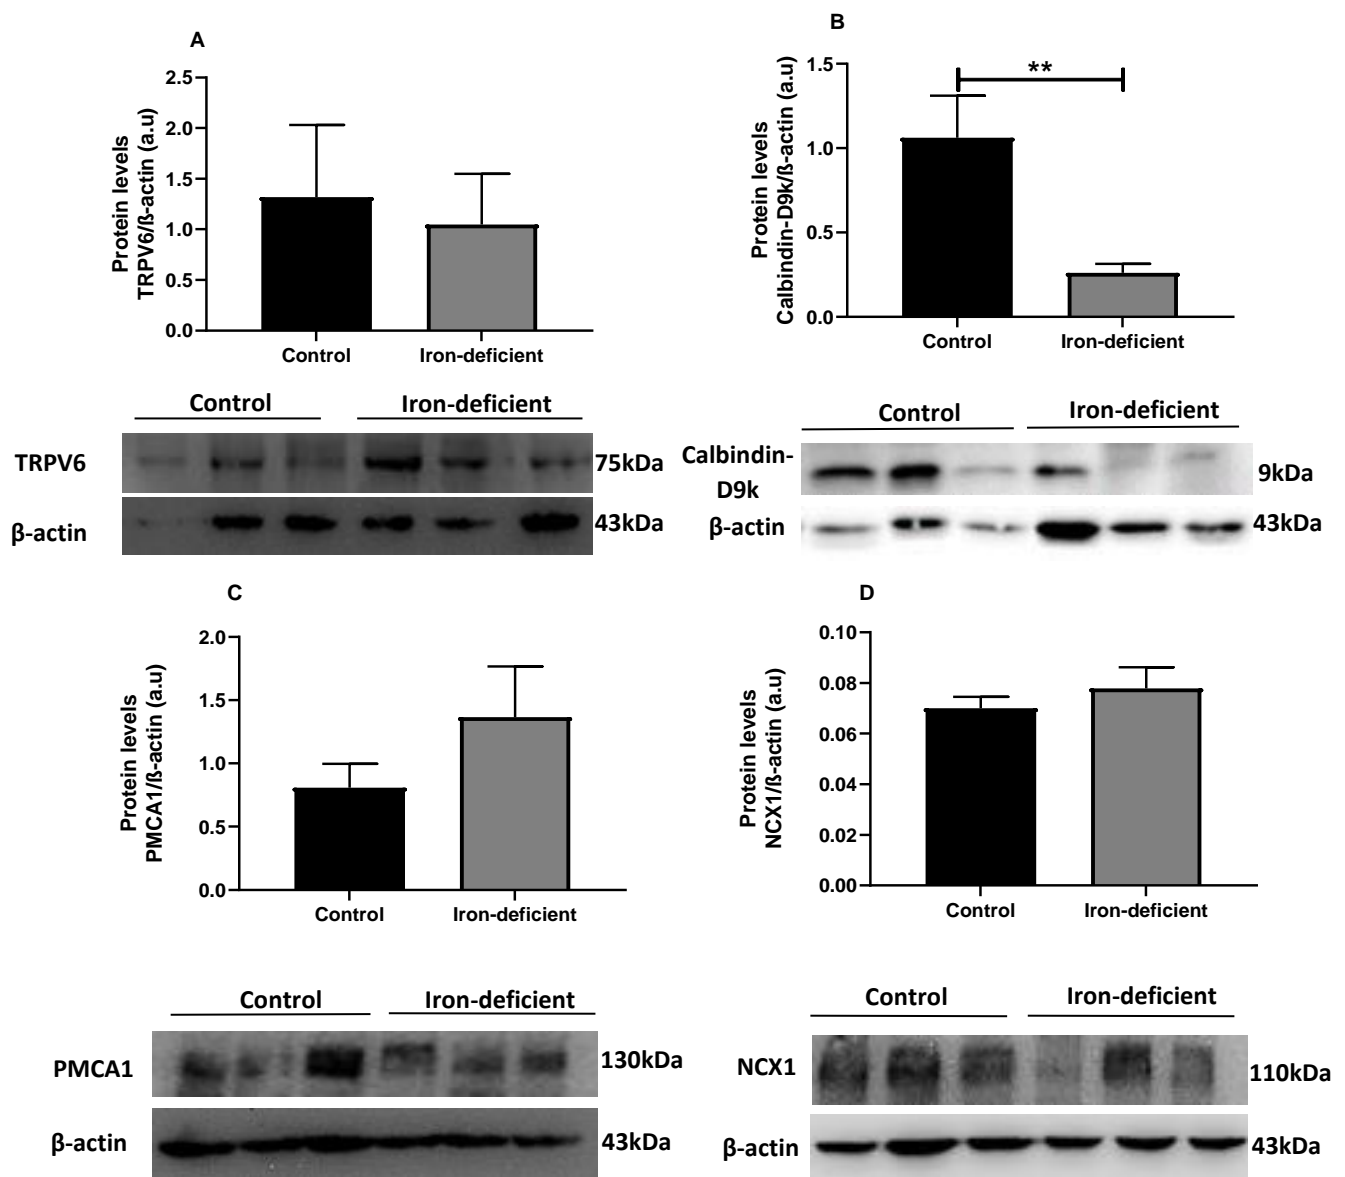 A
Protein levels
TRPV6/ß-actin (a.u)
2.5
2.0
1.5
1.0
0.5
0.0
Control Iron-deficient
Control Iron-deficient
TRPV6 75kDa
β-actin 43kDa
B
Protein levels
Calbindin-D9k/ß-actin (a.u)
1.5
1.0
0.5
0.0
**
Control Iron-deficient
Control Iron-deficient
Calbindin-
D9k
9kDa
β-actin 43kDa
C
Protein levels
PMCA1/ß-actin (a.u)
2.0
1.5
1.0
0.5
0.0
Control Iron-deficient
Control Iron-deficient
PMCA1 130kDa
β-actin 43kDa
D
Protein levels
NCX1/ß-actin (a.u)
0.10
0.08
0.06
0.04
0.02
0.00
Control Iron-deficient
Control Iron-deficient
NCX1 110kDa
β-actin 43kDa